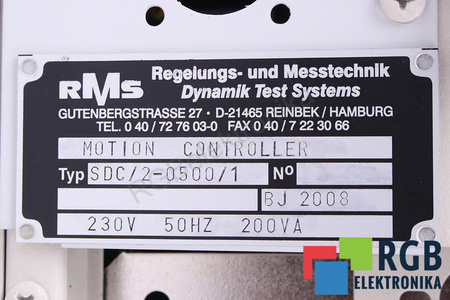 RMS Regelungs- und Messtechnik
Dynamik Test Systems
GUTENBERGSTRASSE 27 · D-21465 REINBEK / HAMBURG
TEL. 0 40 / 72 76 03-0 FAX 0 40 / 7 22 30 66
MOTION CONTROLLER
Typ SDC/2-0500/1 No
BJ 2008
230V 50HZ 200VA
RGB
ELEKTRONIKA